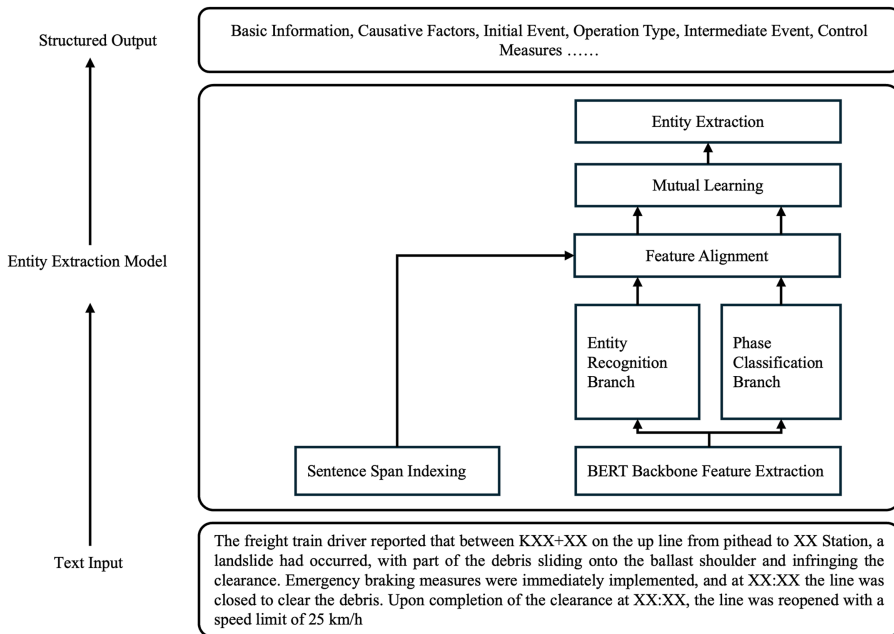 Structured Output
Basic Information, Causative Factors, Initial Event, Operation Type, Intermediate Event, Control
Measures ……
Entity Extraction
Mutual Learning
Entity Extraction Model
Feature Alignment
Entity
Recognition
Branch
Phase
Classification
Branch
Sentence Span Indexing
BERT Backbone Feature Extraction
Text Input
The freight train driver reported that between KXX+XX on the up line from pithead to XX Station, a
landslide had occurred, with part of the debris sliding onto the ballast shoulder and infringing the
clearance. Emergency braking measures were immediately implemented, and at XX:XX the line was
closed to clear the debris. Upon completion of the clearance at XX:XX, the line was reopened with a
speed limit of 25 km/h